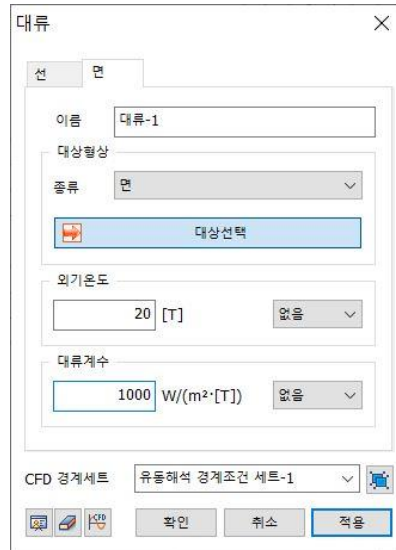 대류
선 면
이름 대류-1
대상형상
종류 면
대상선택
외기온도
20 [T] 없음
대류계수
1000 W/(m²·[T]) 없음
CFD 경계세트 유동해석 경계조건 세트-1
CFD
확인 취소 적용